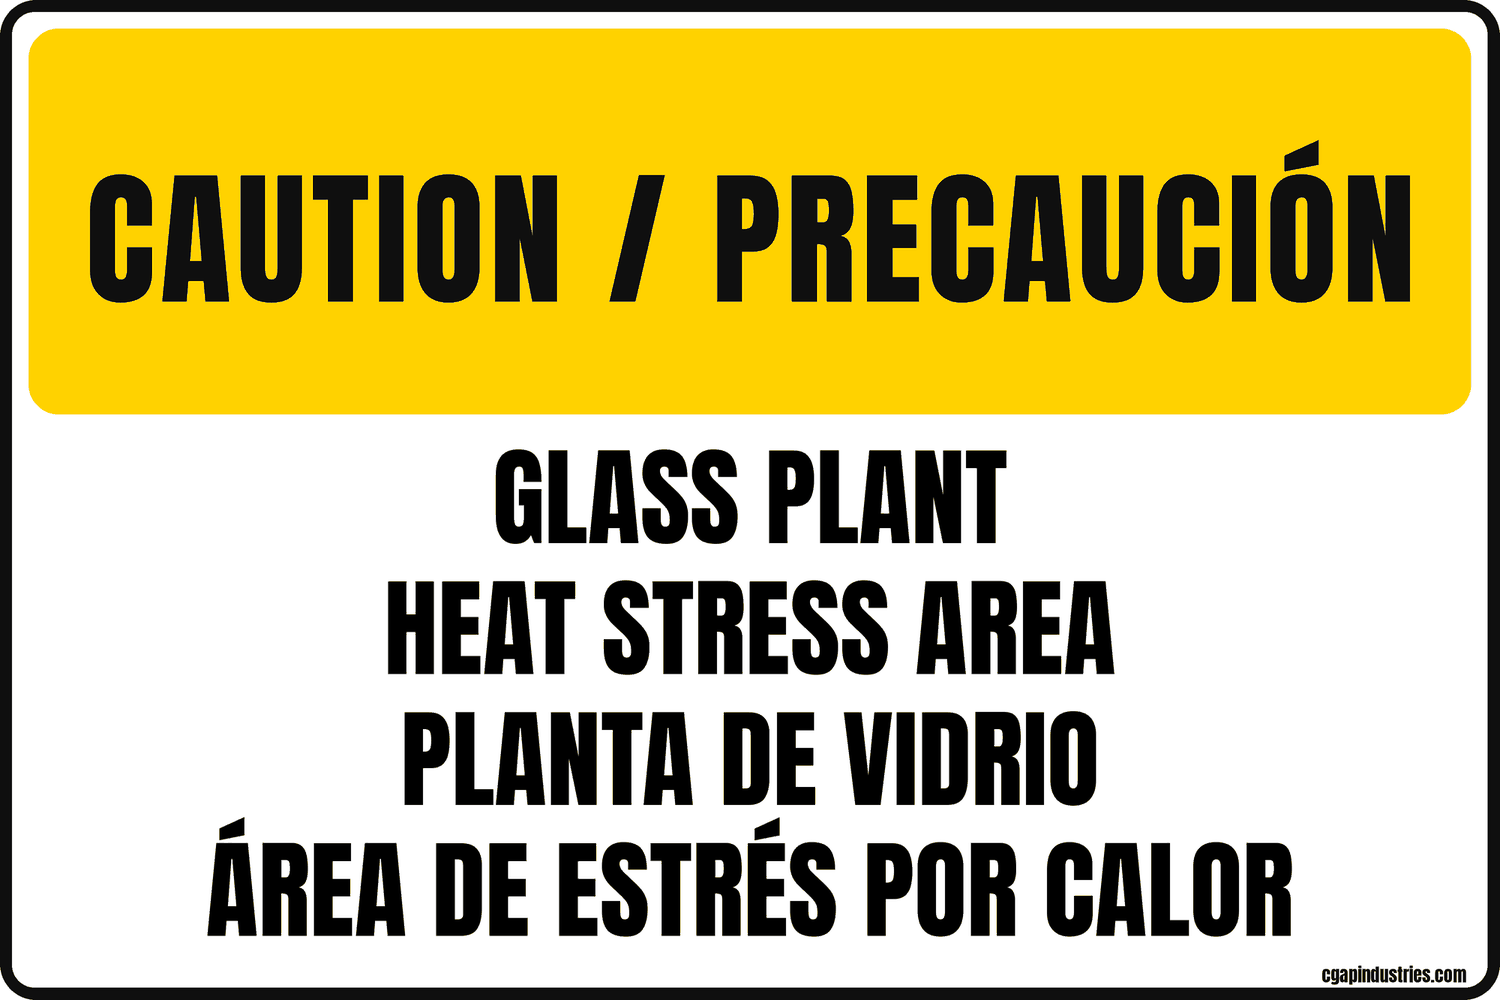 CAUTION / PRECAUCIÓN
GLASS PLANT
HEAT STRESS AREA
PLANTA DE VIDRIO
ÁREA DE ESTRÉS POR CALOR
cgapindustries.com